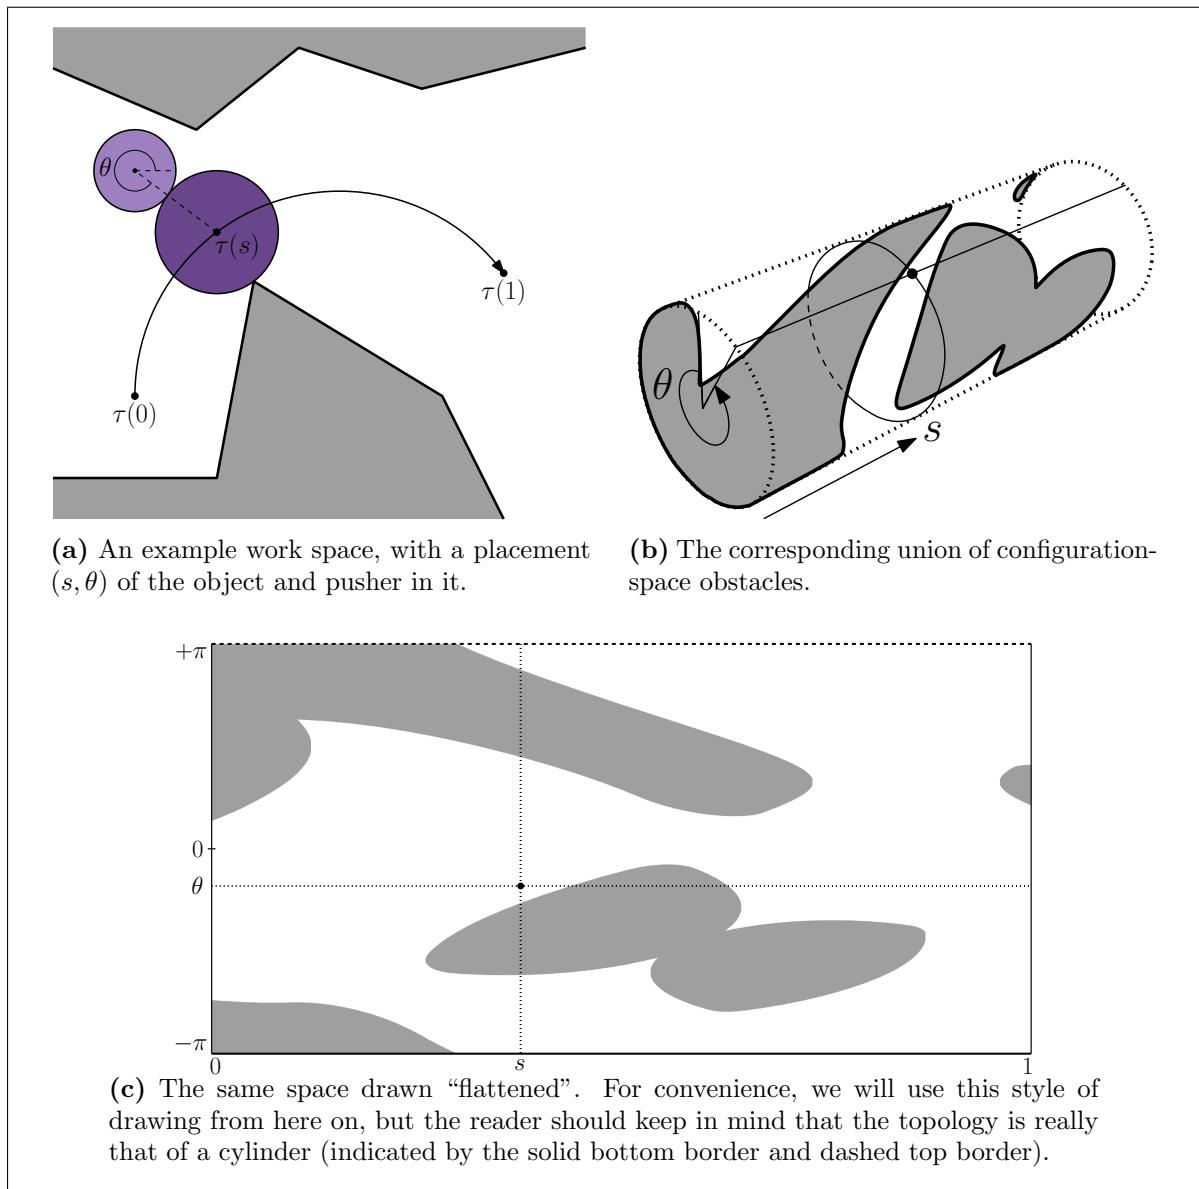 θ
τ(s)
τ(1)
τ(0)
θ
s
(a) An example work space, with a placement
(s, θ) of the object and pusher in it.
(b) The corresponding union of configuration-
space obstacles.
+π
0
θ
−π
0
s
1
(c) The same space drawn “flattened”. For convenience, we will use this style of
drawing from here on, but the reader should keep in mind that the topology is really
that of a cylinder (indicated by the solid bottom border and dashed top border).